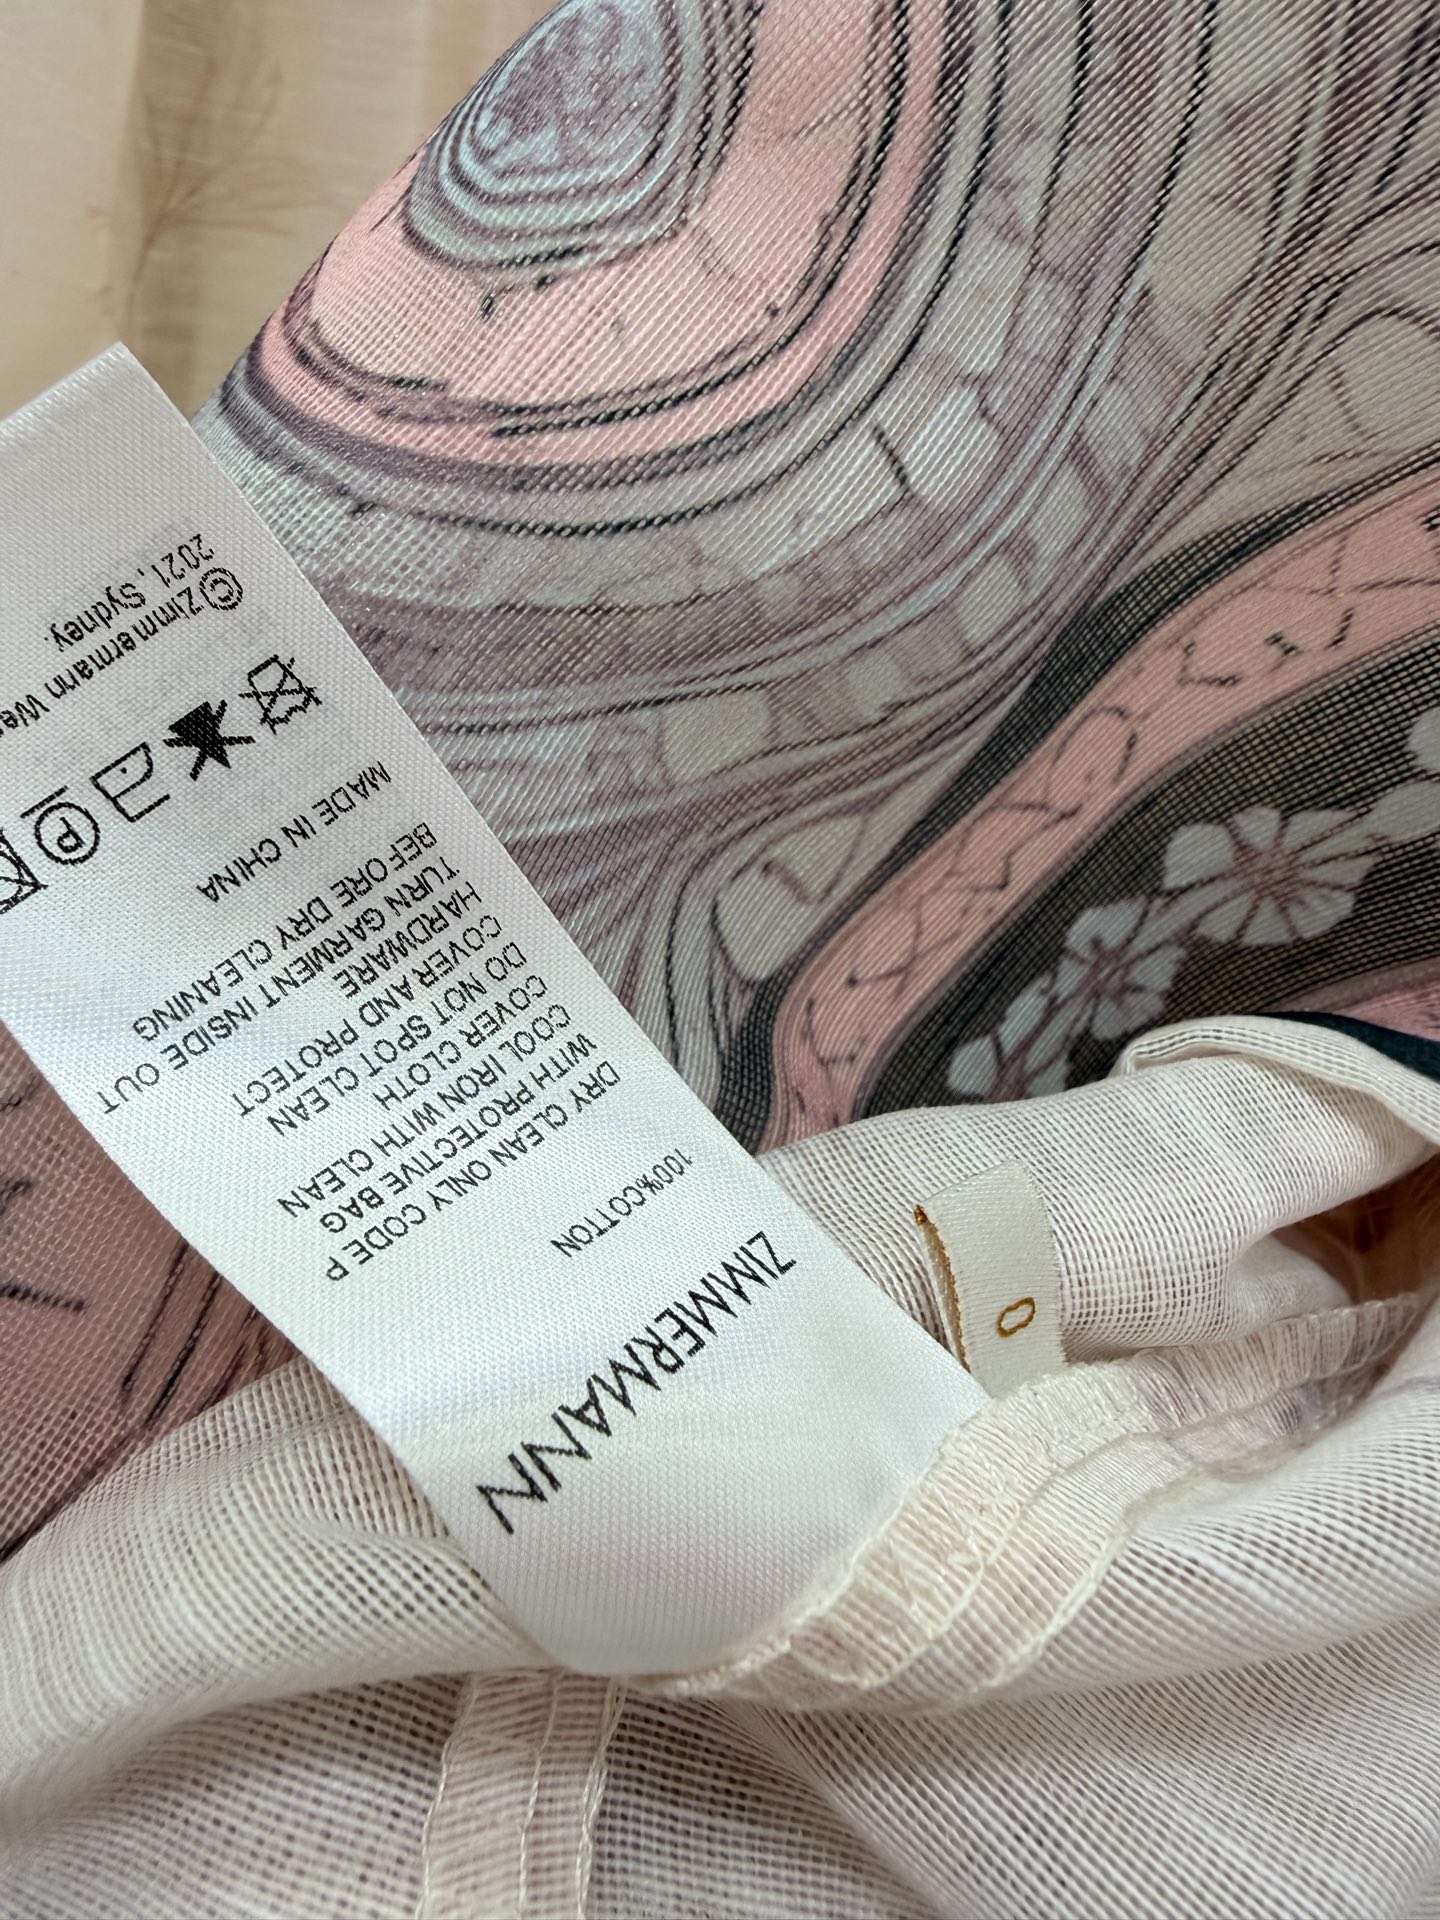 ZIMMERMANN
100%COTTON
DRY CLEAN ONLY CODE P
WITH PROTECTIVE BAG
COOL IRON WITH CLEAN
COVER CLOTH
DO NOT SPOT CLEAN
COVER AND PROTECT
HARDWARE
TURN GARMENT INSIDE OUT
BEFORE DRY CLEANING
MADE IN CHINA
P
©Zimmermann
2021, Sydney.
0